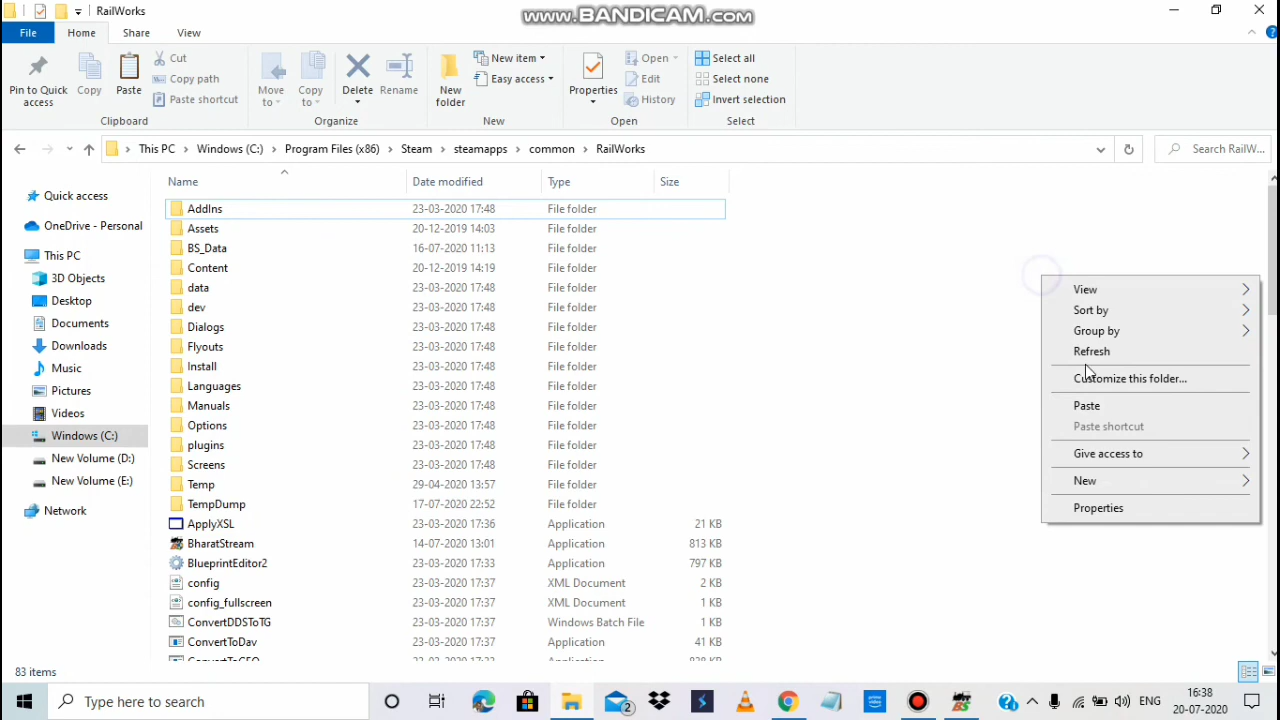 RailWorks
www.BANDICAM.com
File Home Share View
Pin to Quick access
Copy
Paste
Cut
Copy path
Paste shortcut
Clipboard
Move to
Copy to
Delete
Rename
Organize
New folder
New item
Easy access
New
Properties
Open
Edit
History
Open
Select all
Select none
Invert selection
Select
This PC > Windows (C:) > Program Files (x86) > Steam > steamapps > common > RailWorks
Search RailW...
Name Date modified Type Size
Quick access
OneDrive - Personal
This PC
3D Objects
Desktop
Documents
Downloads
Music
Pictures
Videos
Windows (C:)
New Volume (D:)
New Volume (E:)
Network
AddIns 23-03-2020 17:48 File folder
Assets 20-12-2019 14:03 File folder
BS_Data 16-07-2020 11:13 File folder
Content 20-12-2019 14:19 File folder
data 23-03-2020 17:48 File folder
dev 23-03-2020 17:48 File folder
Dialogs 23-03-2020 17:48 File folder
Flyouts 23-03-2020 17:48 File folder
Install 23-03-2020 17:48 File folder
Languages 23-03-2020 17:48 File folder
Manuals 23-03-2020 17:48 File folder
Options 23-03-2020 17:48 File folder
plugins 23-03-2020 17:48 File folder
Screens 23-03-2020 17:48 File folder
Temp 29-04-2020 13:57 File folder
TempDump 17-07-2020 22:52 File folder
ApplyXSL 23-03-2020 17:36 Application 21 KB
BharatStream 14-07-2020 13:01 Application 813 KB
BlueprintEditor2 23-03-2020 17:33 Application 797 KB
config 23-03-2020 17:37 XML Document 2 KB
config_fullscreen 23-03-2020 17:37 XML Document 1 KB
ConvertDDSToTG 23-03-2020 17:37 Windows Batch File 1 KB
ConvertToDav 23-03-2020 17:37 Application 41 KB
View
Sort by
Group by
Refresh
Customize this folder...
Paste
Paste shortcut
Give access to
New
Properties
83 items
Type here to search
2
ENG
16:38
20-07-2020